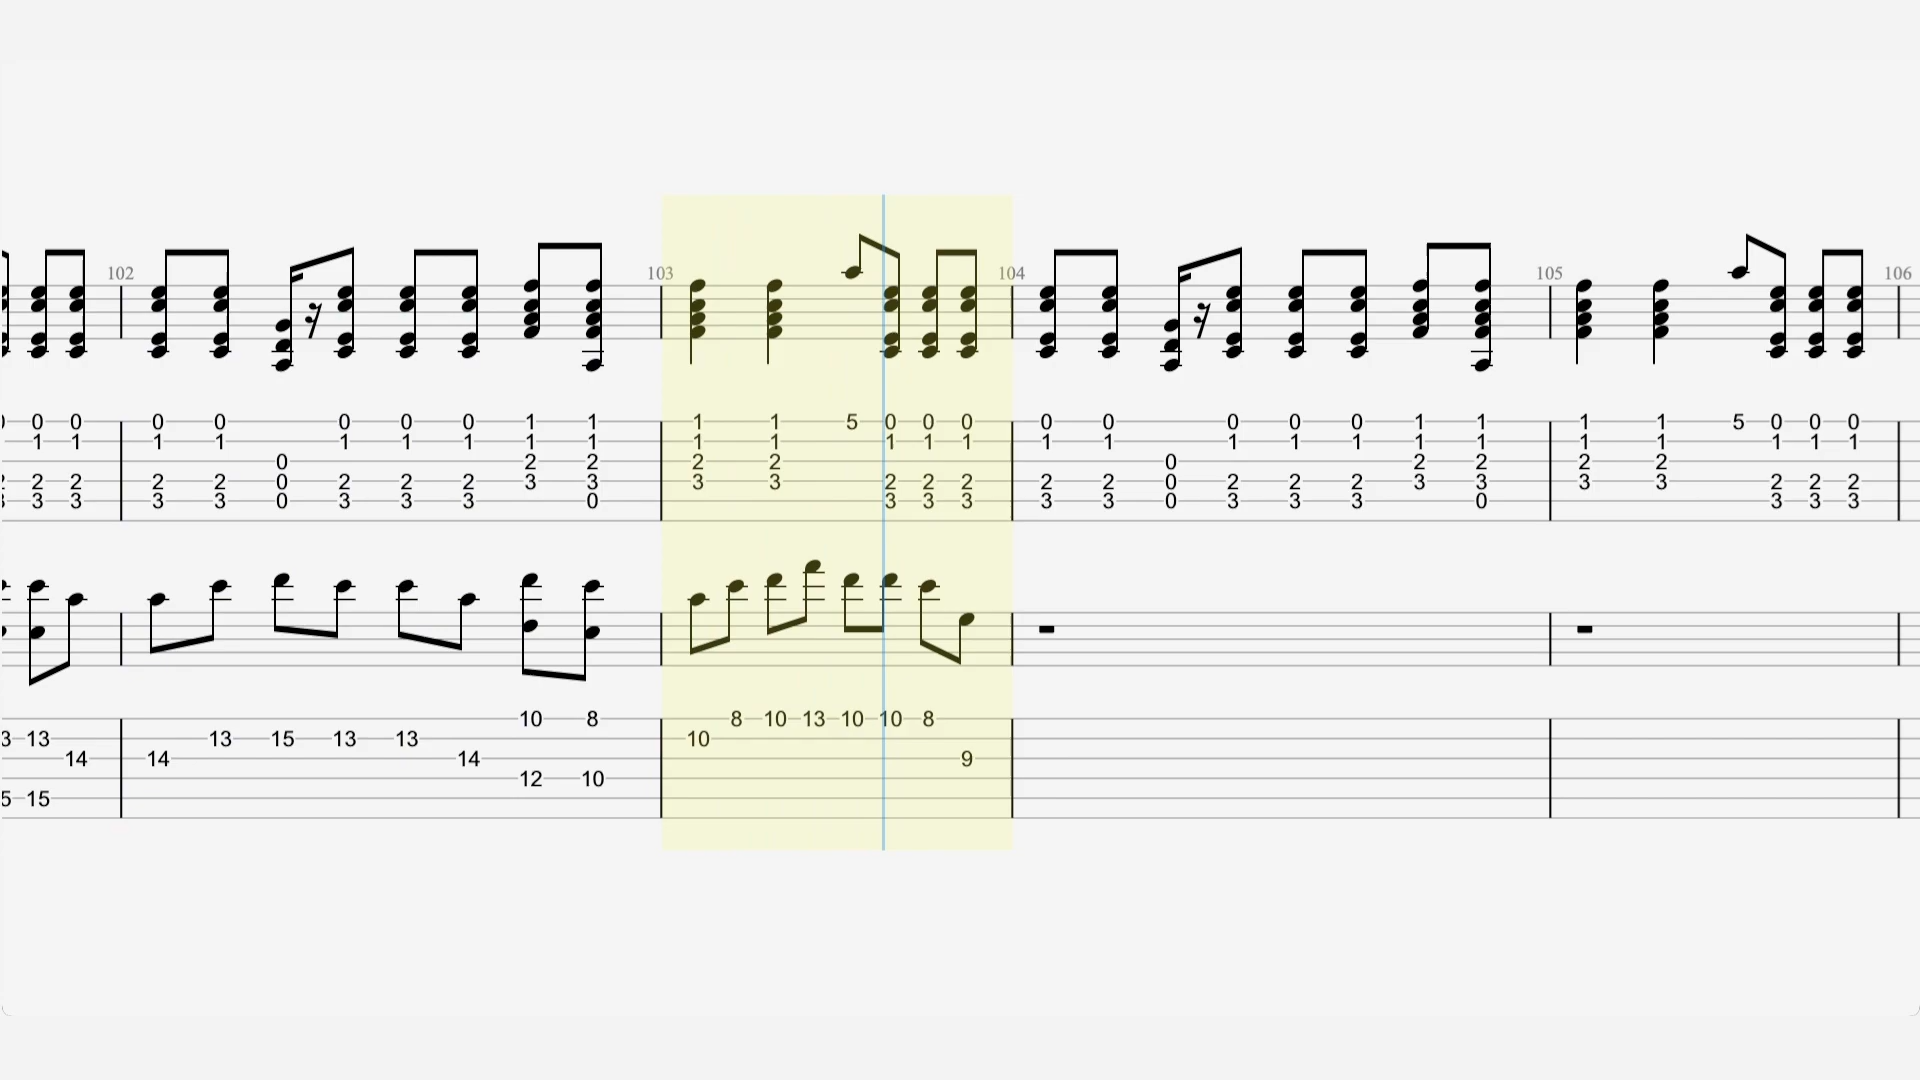 102 103 104 105 106
0 0 0 0 0 0 0 1 1 1 1 5 0 0 0 0 0 0 0 0 1 1 1 1 5 0 0 0
1 1 1 1 1 1 1 1 1 1 1 1 1 1 1 1 1 1 1 1 1 1 1 1 1 1
0 2 2 2 2 0 2 2 2 2
2 2 2 2 0 2 2 2 3 3 3 3 2 2 2 2 2 0 2 2 2 3 3 3 3 2 2 2
3 3 3 3 0 3 3 3 0 3 3 3 3 3 0 3 3 3 0 3 3 3
10 8 8 10 13 10 10 8
3 13 13 15 13 13 10
14 14 14 9
12 10
5 15